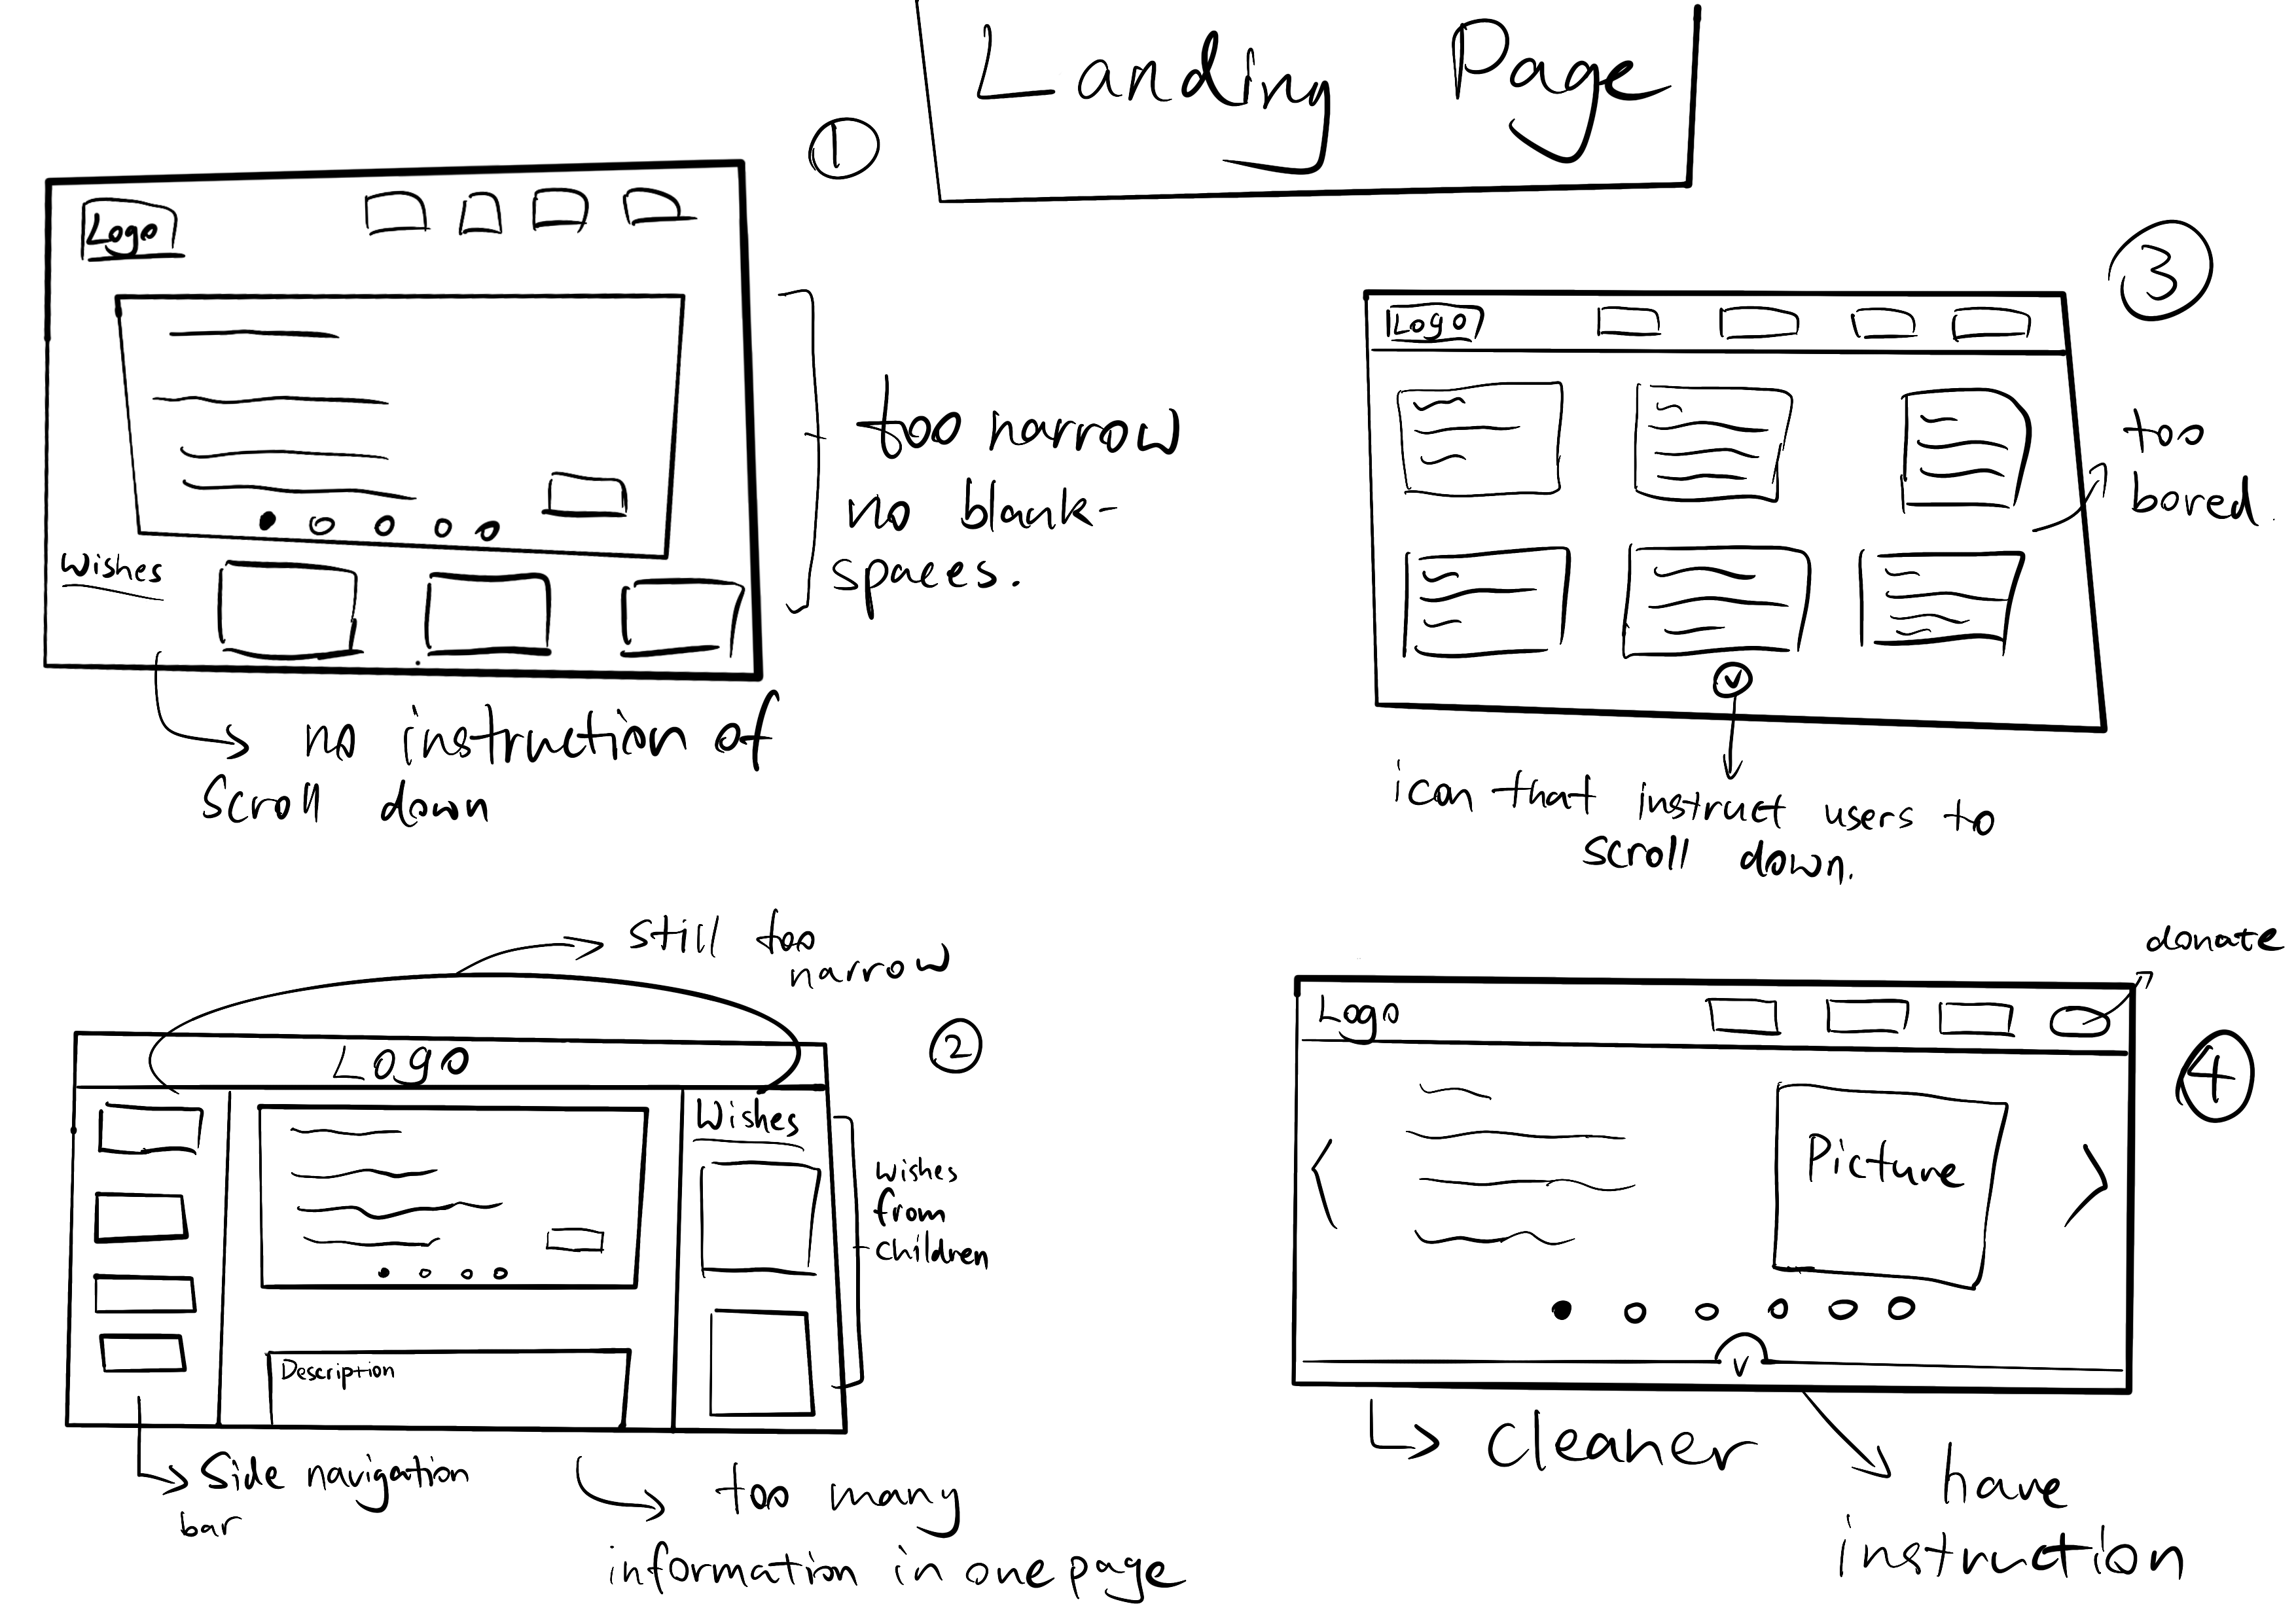 Landing Page
1
Logo
Wishes
too narrow
no blank-
spaces.
no instruction of
scroll down
3
Logo
too
bored.
icon that instruct users to
scroll down.
still too
narrow
2
LOGO
Wishes
wishes
from
children
Description
Side navigation
bar
too many
information in one page
donate
4
Logo
Picture
Cleaner
have
instruction